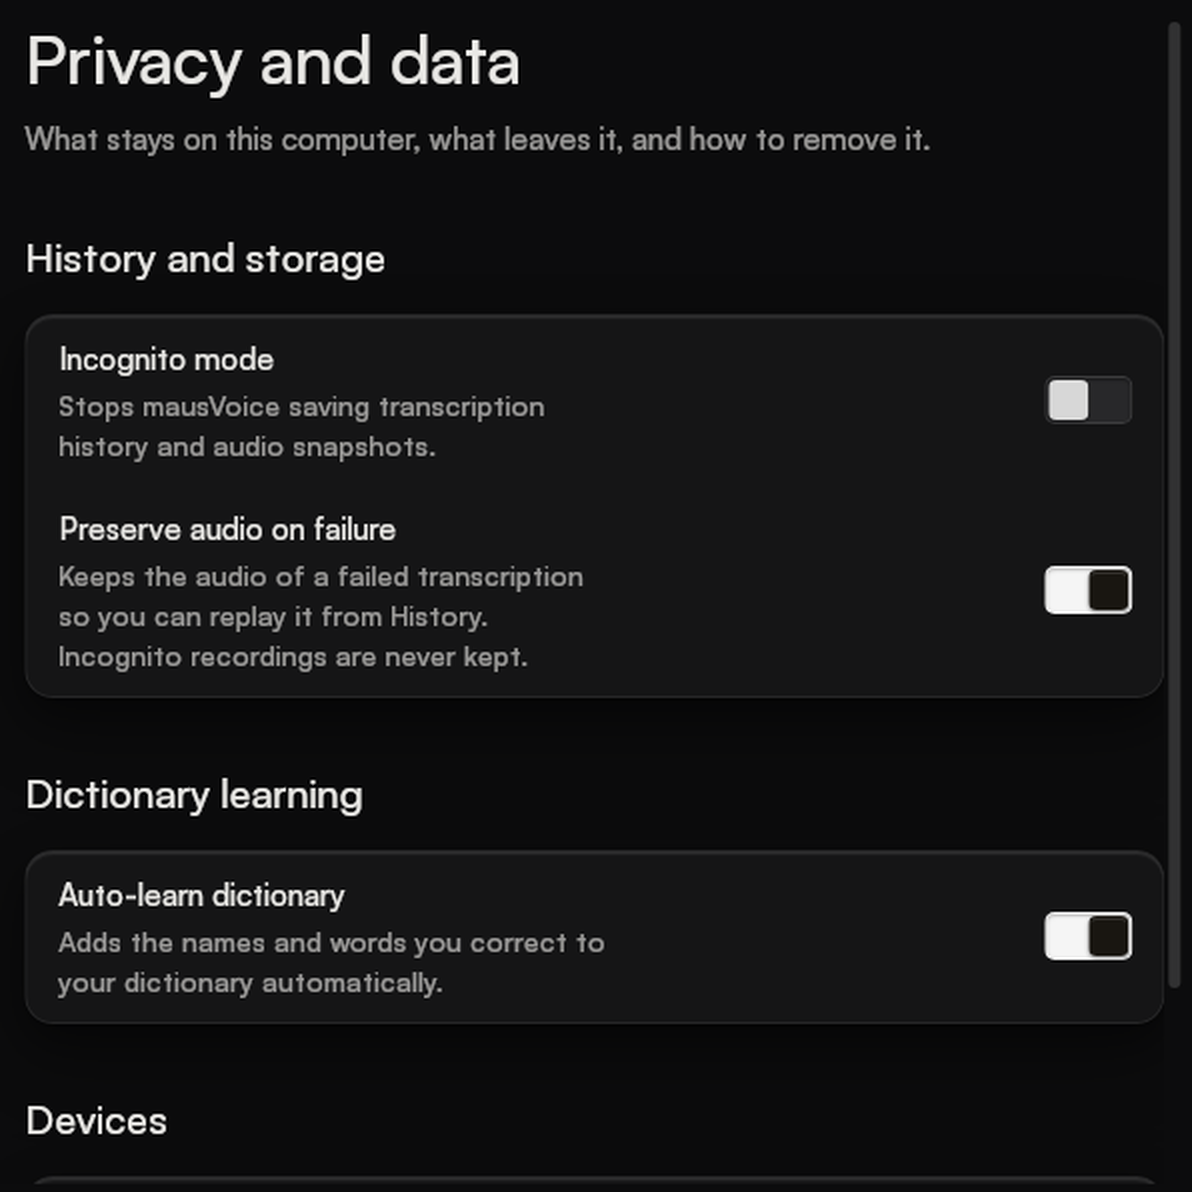 Privacy and data
What stays on this computer, what leaves it, and how to remove it.
History and storage
Incognito mode
Stops mausVoice saving transcription
history and audio snapshots.
Preserve audio on failure
Keeps the audio of a failed transcription
so you can replay it from History.
Incognito recordings are never kept.
Dictionary learning
Auto-learn dictionary
Adds the names and words you correct to
your dictionary automatically.
Devices